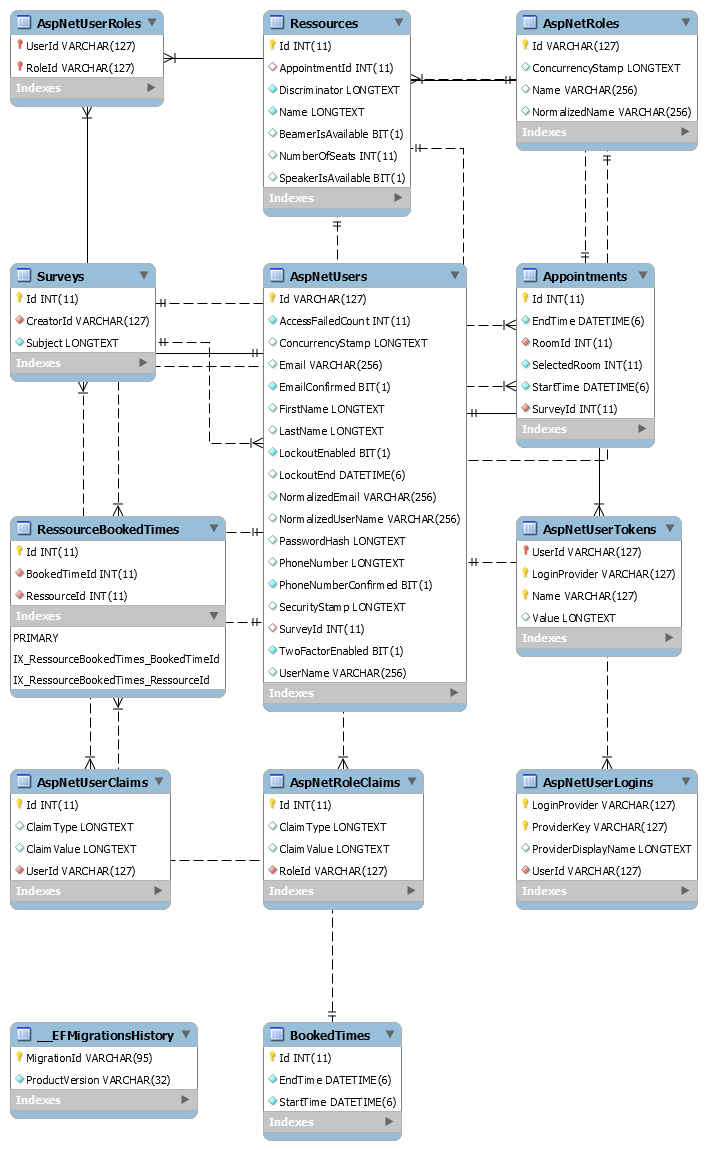 AspNetUserRoles
UserId VARCHAR(127)
RoleId VARCHAR(127)
Indexes
Ressources
Id INT(11)
AppointmentId INT(11)
Discriminator LONGTEXT
Name LONGTEXT
BeamerIsAvailable BIT(1)
NumberOfSeats INT(11)
SpeakerIsAvailable BIT(1)
Indexes
AspNetRoles
Id VARCHAR(127)
ConcurrencyStamp LONGTEXT
Name VARCHAR(256)
NormalizedName VARCHAR(256)
Indexes
Surveys
Id INT(11)
CreatorId VARCHAR(127)
Subject LONGTEXT
Indexes
AspNetUsers
Id VARCHAR(127)
AccessFailedCount INT(11)
ConcurrencyStamp LONGTEXT
Email VARCHAR(256)
EmailConfirmed BIT(1)
FirstName LONGTEXT
LastName LONGTEXT
LockoutEnabled BIT(1)
LockoutEnd DATETIME(6)
NormalizedEmail VARCHAR(256)
NormalizedUserName VARCHAR(256)
PasswordHash LONGTEXT
PhoneNumber LONGTEXT
PhoneNumberConfirmed BIT(1)
SecurityStamp LONGTEXT
SurveyId INT(11)
TwoFactorEnabled BIT(1)
UserName VARCHAR(256)
Indexes
Appointments
Id INT(11)
EndTime DATETIME(6)
RoomId INT(11)
SelectedRoom INT(11)
StartTime DATETIME(6)
SurveyId INT(11)
Indexes
RessourceBookedTimes
Id INT(11)
BookedTimeId INT(11)
RessourceId INT(11)
Indexes
PRIMARY
IX_RessourceBookedTimes_BookedTimeId
IX_RessourceBookedTimes_RessourceId
AspNetUserTokens
UserId VARCHAR(127)
LoginProvider VARCHAR(127)
Name VARCHAR(127)
Value LONGTEXT
Indexes
AspNetUserClaims
Id INT(11)
ClaimType LONGTEXT
ClaimValue LONGTEXT
UserId VARCHAR(127)
Indexes
AspNetRoleClaims
Id INT(11)
ClaimType LONGTEXT
ClaimValue LONGTEXT
RoleId VARCHAR(127)
Indexes
AspNetUserLogins
LoginProvider VARCHAR(127)
ProviderKey VARCHAR(127)
ProviderDisplayName LONGTEXT
UserId VARCHAR(127)
Indexes
__EFMigrationsHistory
MigrationId VARCHAR(95)
ProductVersion VARCHAR(32)
Indexes
BookedTimes
Id INT(11)
EndTime DATETIME(6)
StartTime DATETIME(6)
Indexes